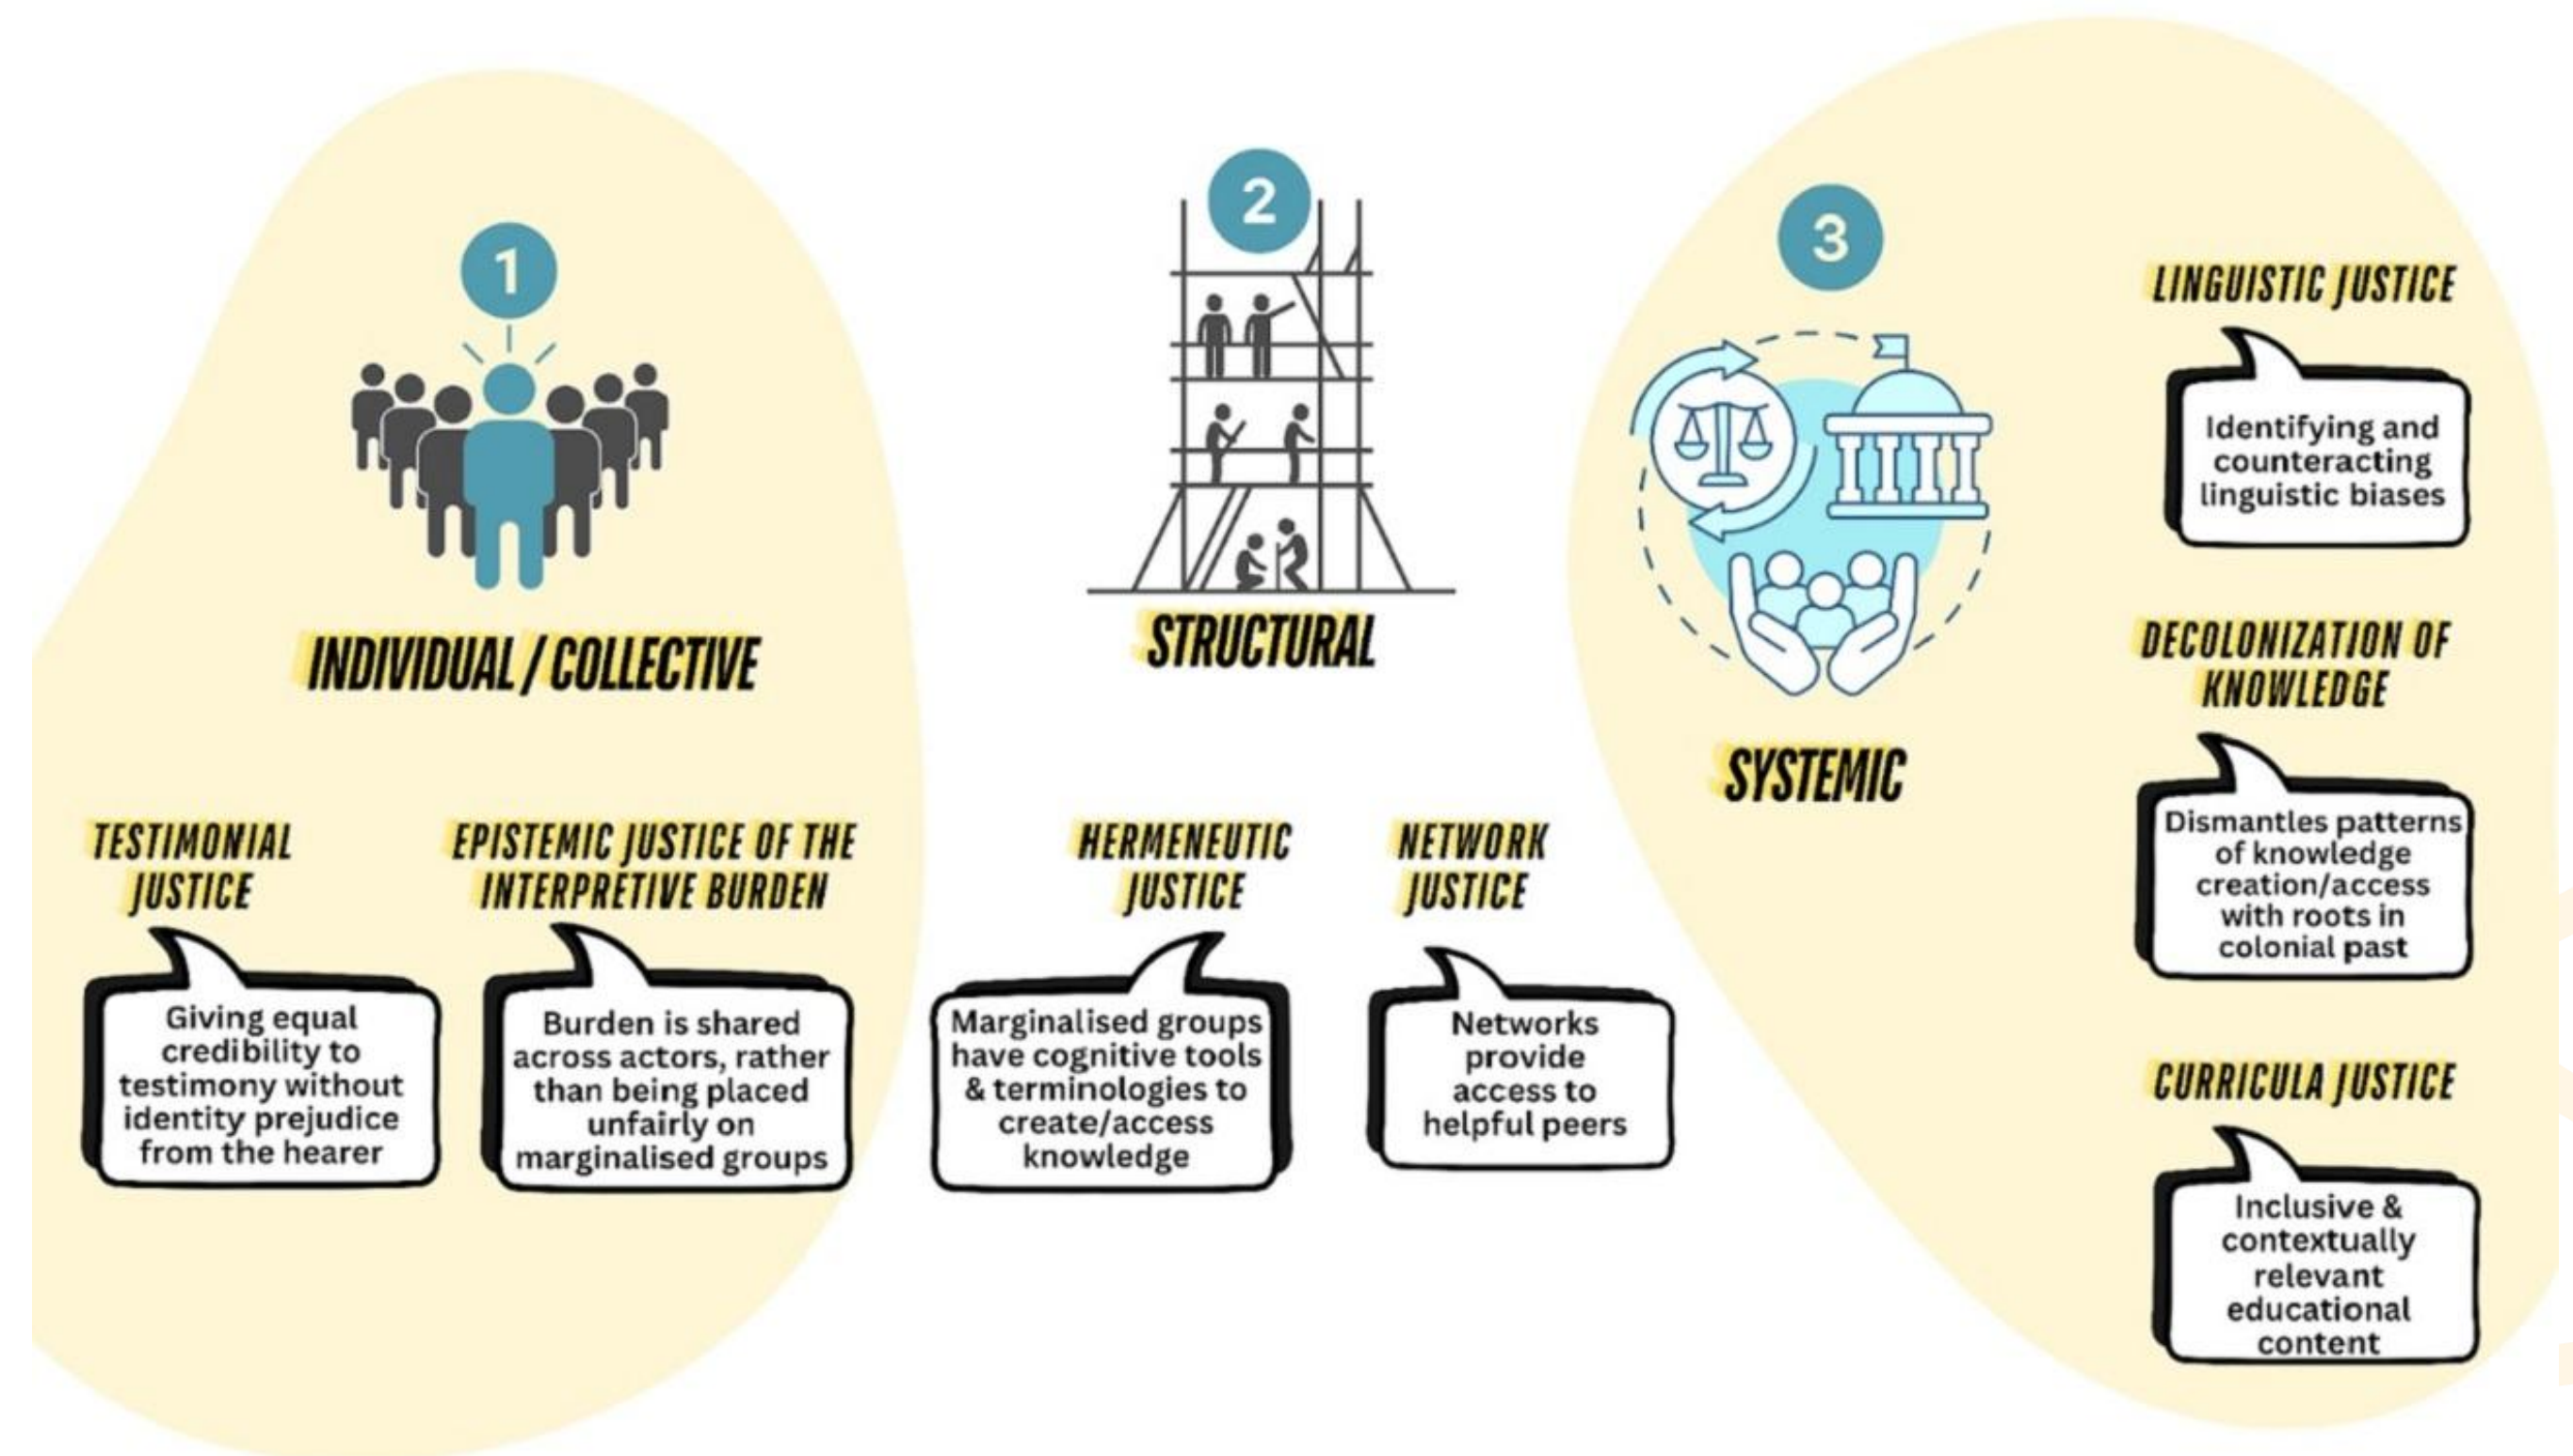 1
INDIVIDUAL / COLLECTIVE
TESTIMONIAL
JUSTICE
Giving equal
credibility to
testimony without
identity prejudice
from the hearer
EPISTEMIC JUSTICE OF THE
INTERPRETIVE BURDEN
Burden is shared
across actors, rather
than being placed
unfairly on
marginalised groups
2
STRUCTURAL
HERMENEUTIC
JUSTICE
Marginalised groups
have cognitive tools
& terminologies to
create/access
knowledge
NETWORK
JUSTICE
Networks
provide
access to
helpful peers
3
SYSTEMIC
LINGUISTIC JUSTICE
Identifying and
counteracting
linguistic biases
DECOLONIZATION OF
KNOWLEDGE
Dismantles patterns
of knowledge
creation/access
with roots in
colonial past
CURRICULA JUSTICE
Inclusive &
contextually
relevant
educational
content